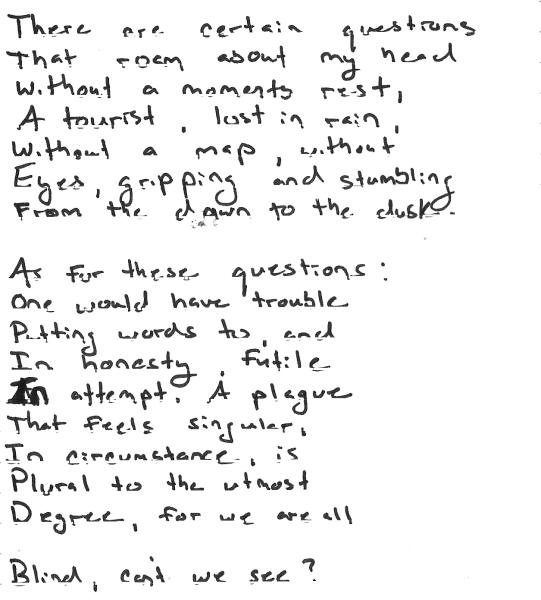 There are certain questions
That roam about my head
Without a moments rest,
A tourist, lost in rain,
Without a map, without
Eyes, gripping and stumbling
From the dawn to the dusk.
As for these questions:
One would have trouble
Putting words to, and
In honesty, futile
In attempt. A plague
That feels singular,
In circumstance, is
Plural to the utmost
Degree, for we are all
Blind, can't we see?